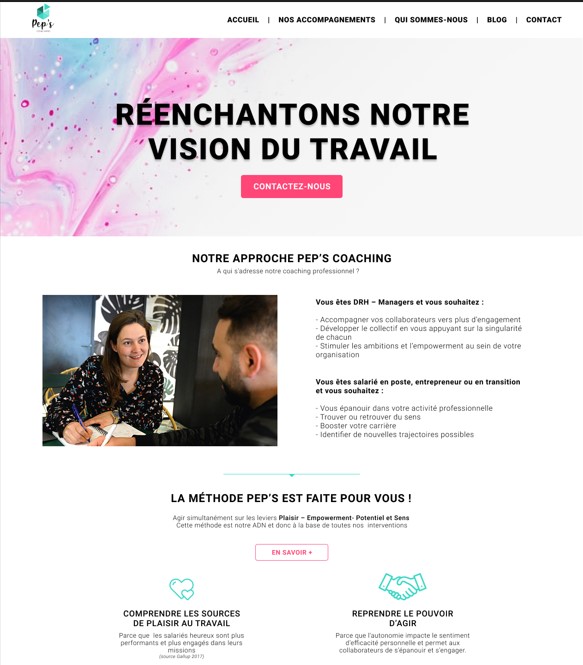 Pep's
ACCUEIL | NOS ACCOMPAGNEMENTS | QUI SOMMES-NOUS | BLOG | CONTACT
RÉENCHANTONS NOTRE
VISION DU TRAVAIL
CONTACTEZ-NOUS
NOTRE APPROCHE PEP'S COACHING
A qui s'adresse notre coaching professionnel ?
Vous êtes DRH – Managers et vous souhaitez :
- Accompagner vos collaborateurs vers plus d'engagement
- Développer le collectif en vous appuyant sur la singularité
de chacun
- Stimuler les ambitions et l'empowerment au sein de votre
organisation
Vous êtes salarié en poste, entrepreneur ou en transition
et vous souhaitez :
- Vous épanouir dans votre activité professionnelle
- Trouver ou retrouver du sens
- Booster votre carrière
- Identifier de nouvelles trajectoires possibles
LA MÉTHODE PEP'S EST FAITE POUR VOUS !
Agir simultanément sur les leviers Plaisir – Empowerment- Potentiel et Sens
Cette méthode est notre ADN et donc à la base de toutes nos interventions
EN SAVOIR +
COMPRENDRE LES SOURCES
DE PLAISIR AU TRAVAIL
Parce que les salariés heureux sont plus
performants et plus engagés dans leurs
missions
(source Gallup 2017)
REPRENDRE LE POUVOIR
D'AGIR
Parce que l'autonomie impacte le sentiment
d'efficacité personnelle et permet aux
collaborateurs de s'épanouir et s'engager.